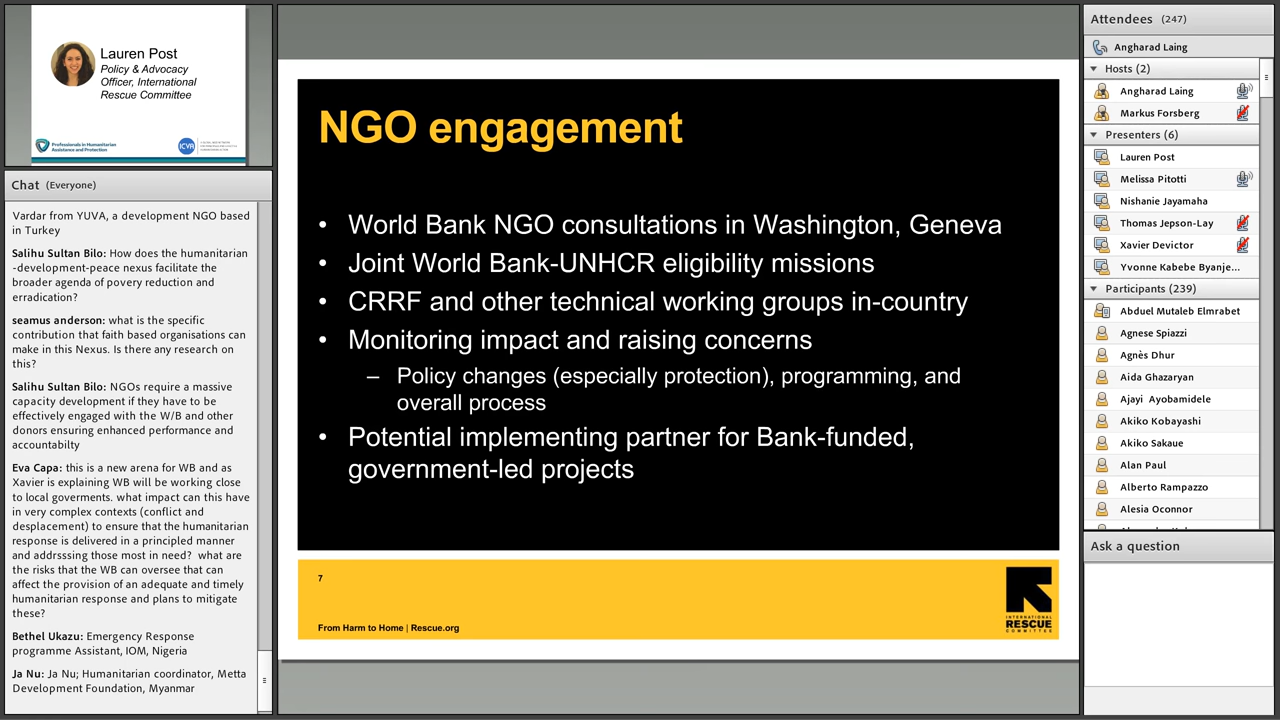 Lauren Post
Policy & Advocacy
Officer, International
Rescue Committee
Professionals in Humanitarian
Assistance and Protection
ICVA
Chat (Everyone)
Vardar from YUVA, a development NGO based
in Turkey
Salihu Sultan Bilo: How does the humanitarian
-development-peace nexus facilitate the
broader agenda of povery reduction and
erradication?
seamus anderson: what is the specific
contribution that faith based organisations can
make in this Nexus. Is there any research on
this?
Salihu Sultan Bilo: NGOs require a massive
capacity development if they have to be
effectively engaged with the W/B and other
donors ensuring enhanced performance and
accountabilty
Eva Capa: this is a new arena for WB and as
Xavier is explaining WB will be working close
to local goverments. what impact can this have
in very complex contexts (conflict and
desplacement) to ensure that the humanitarian
response is delivered in a principled manner
and addrsssing those most in need? what are
the risks that the WB can oversee that can
affect the provision of an adequate and timely
humanitarian response and plans to mitigate
these?
Bethel Ukazu: Emergency Response
programme Assistant, IOM, Nigeria
Ja Nu: Ja Nu; Humanitarian coordinator, Metta
Development Foundation, Myanmar
NGO engagement
• World Bank NGO consultations in Washington, Geneva
• Joint World Bank-UNHCR eligibility missions
• CRRF and other technical working groups in-country
• Monitoring impact and raising concerns
– Policy changes (especially protection), programming, and
overall process
• Potential implementing partner for Bank-funded,
government-led projects
7
From Harm to Home | Rescue.org
INTERNATIONAL
RESCUE
COMMITTEE
Attendees (247)
Angharad Laing
Hosts (2)
Angharad Laing
Markus Forsberg
Presenters (6)
Lauren Post
Melissa Pitotti
Nishanie Jayamaha
Thomas Jepson-Lay
Xavier Devictor
Yvonne Kabebe Byanje...
Participants (239)
Abduel Mutaleb Elmrabet
Agnese Spiazzi
Agnès Dhur
Aida Ghazaryan
Ajayi Ayobamidele
Akiko Kobayashi
Akiko Sakaue
Alan Paul
Alberto Rampazzo
Alesia Oconnor
Ask a question